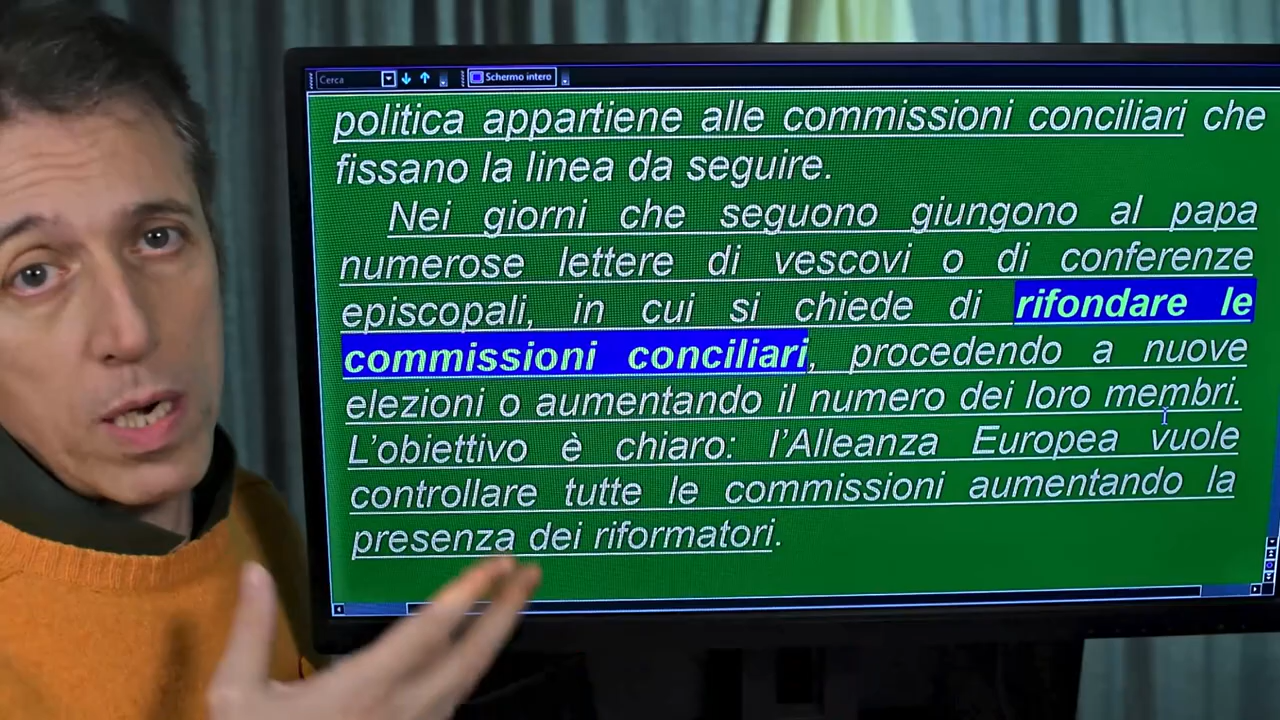 Cerca
Schermo intero
politica appartiene alle commissioni conciliari che
fissano la linea da seguire.
Nei giorni che seguono giungono al papa
numerose lettere di vescovi o di conferenze
episcopali, in cui si chiede di rifondare le
commissioni conciliari, procedendo a nuove
elezioni o aumentando il numero dei loro membri.
L’obiettivo è chiaro: l’Alleanza Europea vuole
controllare tutte le commissioni aumentando la
presenza dei riformatori.